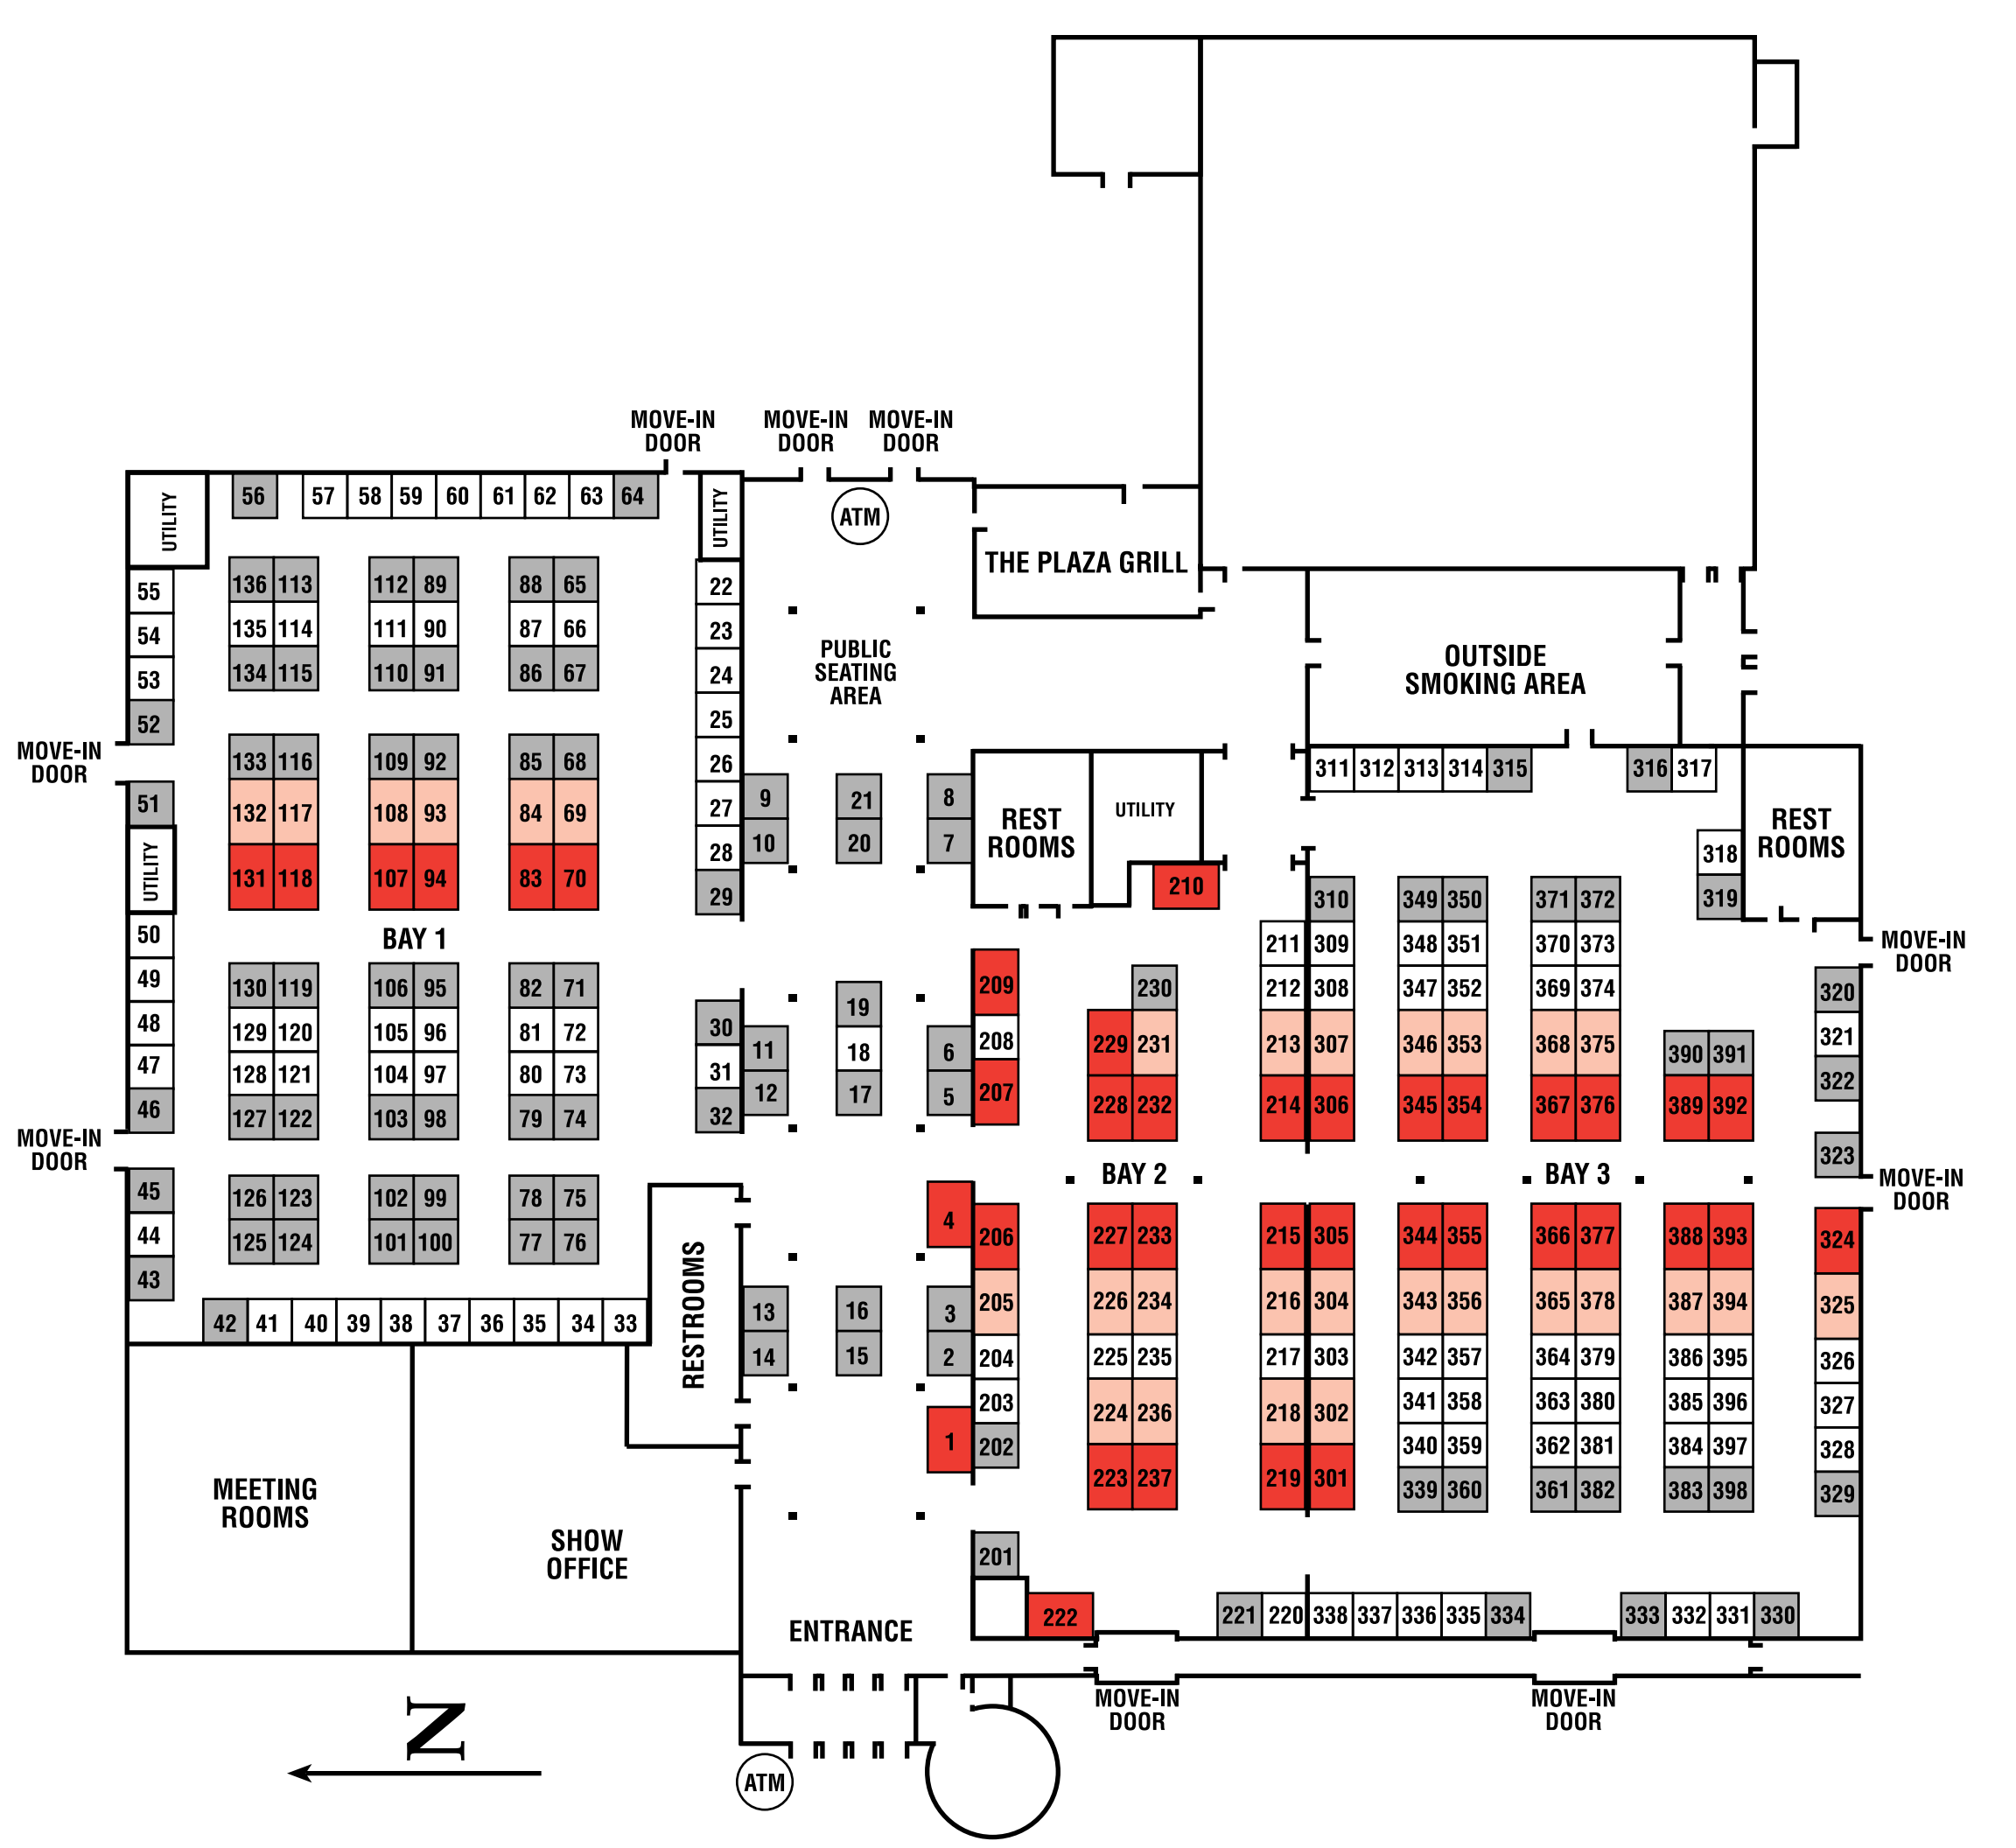 MOVE-IN
DOOR
MOVE-IN
DOOR
MOVE-IN
DOOR
UTILITY
56 57 58 59 60 61 62 63 64
UTILITY
ATM
THE PLAZA GRILL
136 113 112 89 88 65
135 114 111 90 87 66
134 115 110 91 86 67
55
54
53
52
22
23
24
25
26
27
28
29
PUBLIC
SEATING
AREA
OUTSIDE
SMOKING AREA
MOVE-IN
DOOR
133 116 109 92 85 68
132 117 108 93 84 69
131 118 107 94 83 70
51
UTILITY
9 21 8
10 20 7
REST
ROOMS
UTILITY
210
311 312 313 314 315
316 317
318
319
REST
ROOMS
BAY 1
50
49
48
47
46
130 119 106 95 82 71
129 120 105 96 81 72
128 121 104 97 80 73
127 122 103 98 79 74
30
31
32
19
11 18 6
12 17 5
209
208
207
230
229 231
228 232
310
211 309
212 308
213 307
214 306
349 350
348 351
347 352
346 353
345 354
371 372
370 373
369 374
368 375
367 376
390 391
389 392
MOVE-IN
DOOR
320
321
322
323
MOVE-IN
DOOR
MOVE-IN
DOOR
BAY 2
BAY 3
45
44
43
126 123 102 99 78 75
125 124 101 100 77 76
42 41 40 39 38 37 36 35 34 33
RESTROOMS
4
13 16 3
14 15 2
1
206
205
204
203
202
201
227 233
226 234
225 235
224 236
223 237
215 305
216 304
217 303
218 302
219 301
344 355
343 356
342 357
341 358
340 359
339 360
366 377
365 378
364 379
363 380
362 381
361 382
388 393
387 394
386 395
385 396
384 397
383 398
324
325
326
327
328
329
MEETING
ROOMS
SHOW
OFFICE
ENTRANCE
222
221 220 338 337 336 335 334
333 332 331 330
MOVE-IN
DOOR
MOVE-IN
DOOR
N
ATM